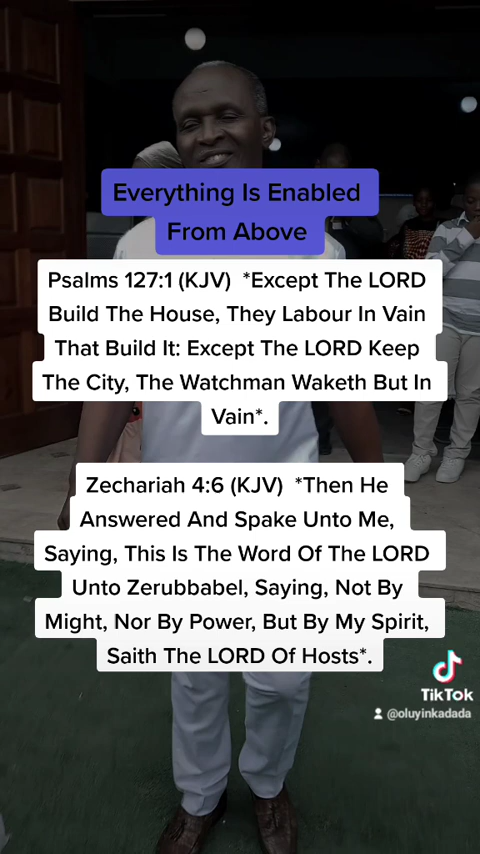 Everything Is Enabled
From Above
Psalms 127:1 (KJV) *Except The LORD
Build The House, They Labour In Vain
That Build It: Except The LORD Keep
The City, The Watchman Waketh But In
Vain*.
Zechariah 4:6 (KJV) *Then He
Answered And Spake Unto Me,
Saying, This Is The Word Of The LORD
Unto Zerubbabel, Saying, Not By
Might, Nor By Power, But By My Spirit,
Saith The LORD Of Hosts*.
TikTok
@oluyinkadada